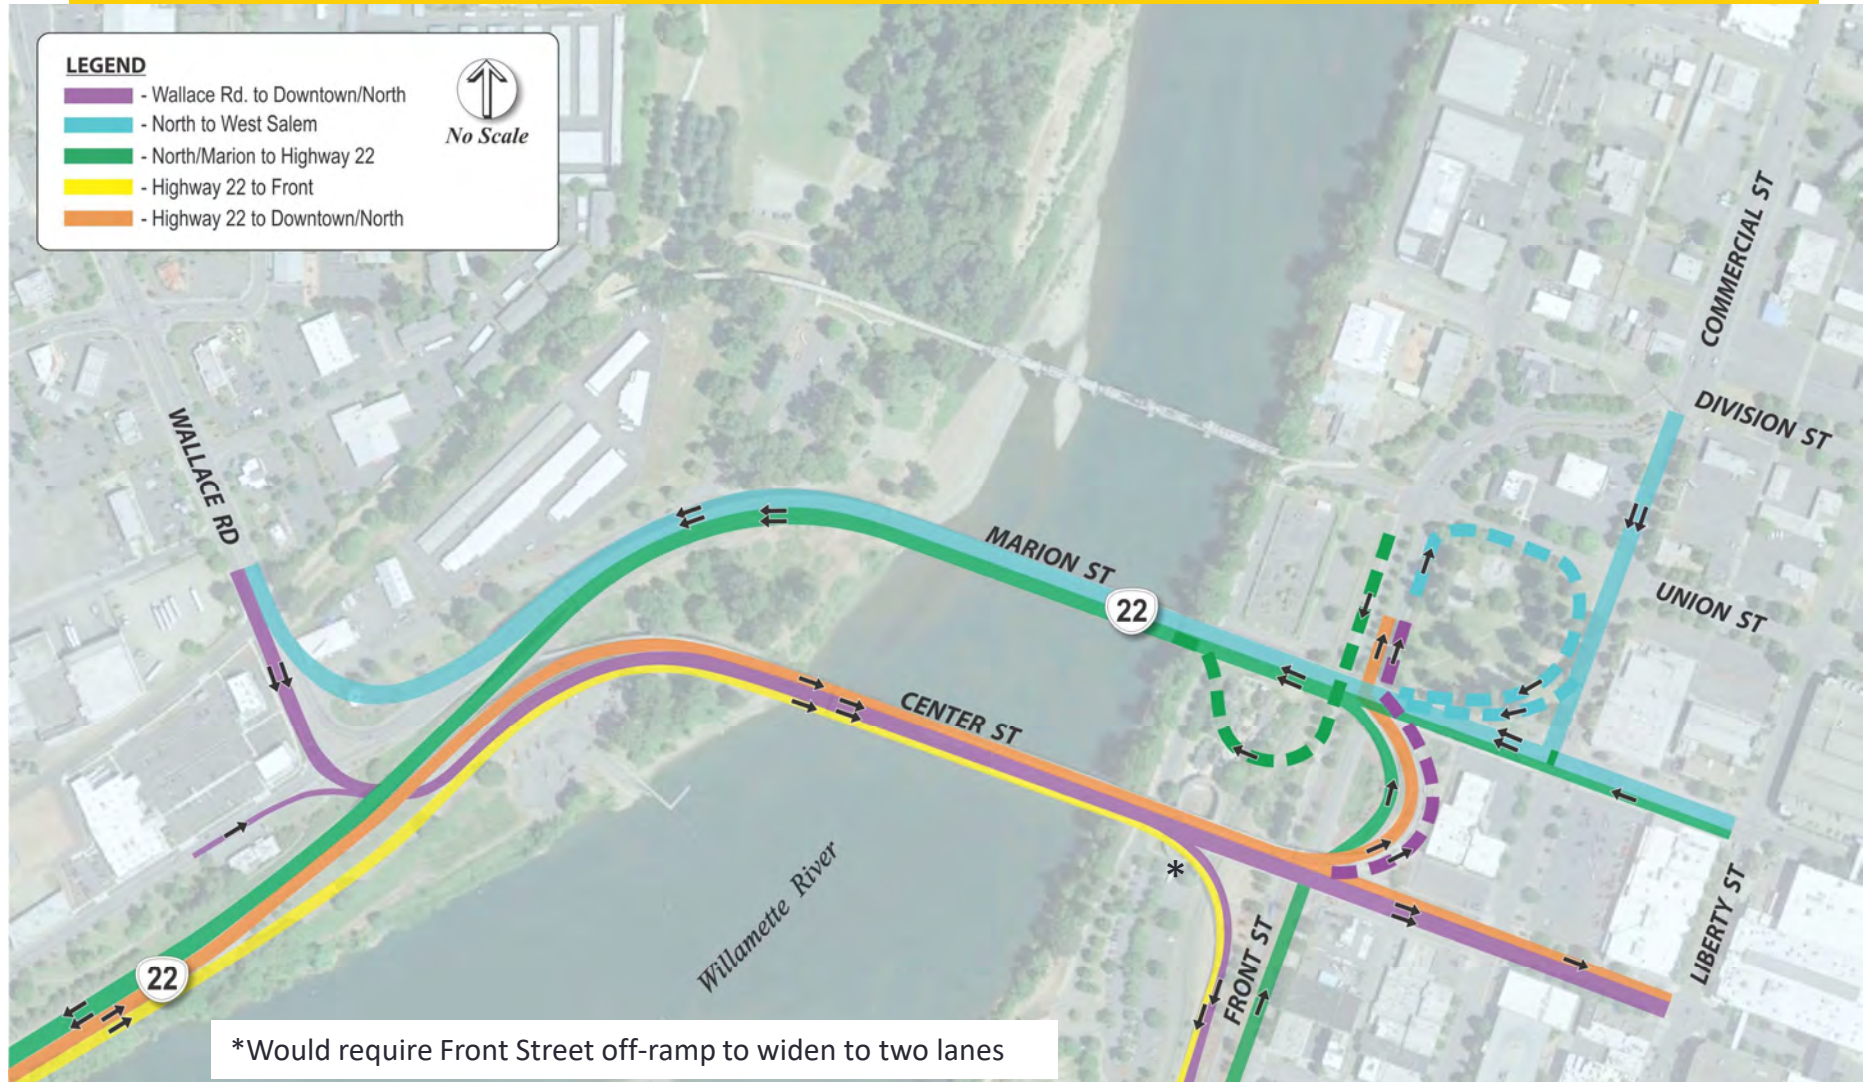 LEGEND
- Wallace Rd. to Downtown/North
- North to West Salem
- North/Marion to Highway 22
- Highway 22 to Front
- Highway 22 to Downtown/North
No Scale
COMMERCIAL ST
DIVISION ST
WALLACE RD
MARION ST
22
UNION ST
CENTER ST
*
Willamette River
FRONT ST
LIBERTY ST
22
*Would require Front Street off-ramp to widen to two lanes